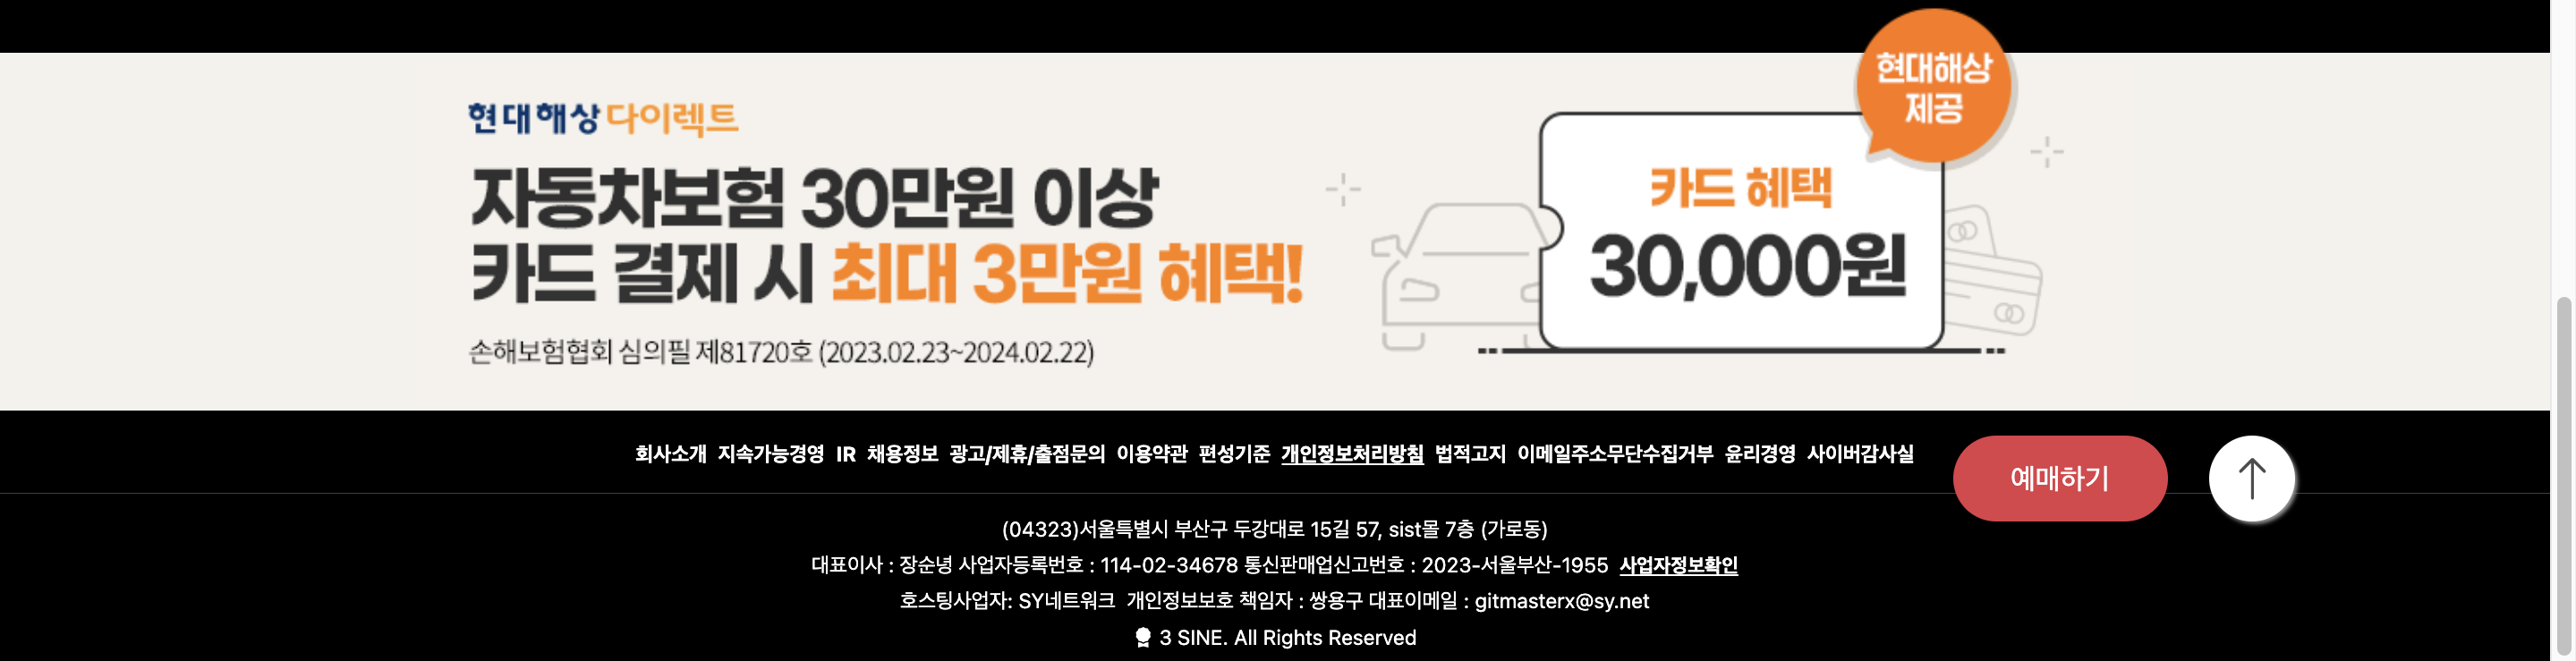 현대해상다이렉트
자동차보험 30만원 이상
카드 결제 시 최대 3만원 혜택!
손해보험협회 심의필 제81720호 (2023.02.23~2024.02.22)
현대해상
제공
카드 혜택
30,000원
회사소개 지속가능경영 IR 채용정보 광고/제휴/출점문의 이용약관 편성기준 개인정보처리방침 법적고지 이메일주소무단수집거부 윤리경영 사이버감사실
예매하기
(04323)서울특별시 부산구 두강대로 15길 57, sist몰 7층 (가로동)
대표이사 : 장순녕 사업자등록번호 : 114-02-34678 통신판매업신고번호 : 2023-서울부산-1955 사업자정보확인
호스팅사업자: SY네트워크 개인정보보호 책임자 : 쌍용구 대표이메일 : gitmasterx@sy.net
3 SINE. All Rights Reserved